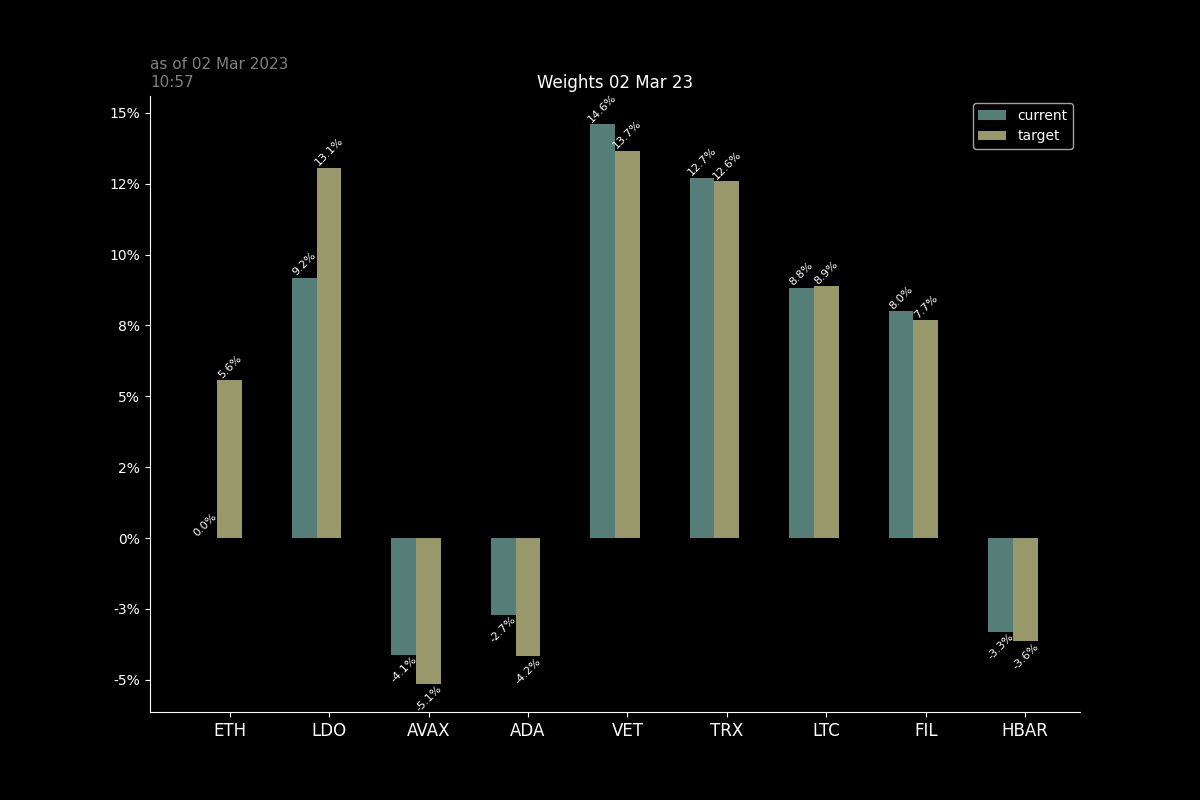 as of 02 Mar 2023
10:57
Weights 02 Mar 23
current
target
15%
12%
10%
8%
5%
2%
0%
-3%
-5%
0.0%
5.6%
9.2%
13.1%
-4.1%
-5.1%
-2.7%
-4.2%
14.6%
13.7%
12.7%
12.6%
8.8%
8.9%
8.0%
7.7%
-3.3%
-3.6%
ETH
LDO
AVAX
ADA
VET
TRX
LTC
FIL
HBAR